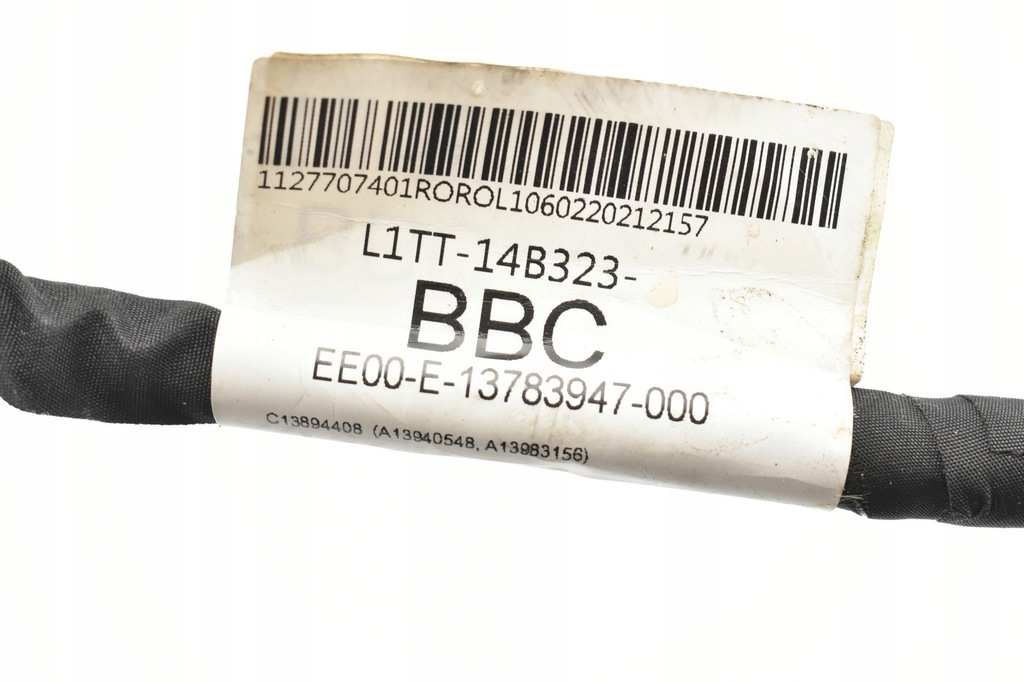 1127707401ROROL1060220212157
L1TT-14B323-
BBC
EE00-E-13783947-000
C13894408 (A13940548, A13983156)